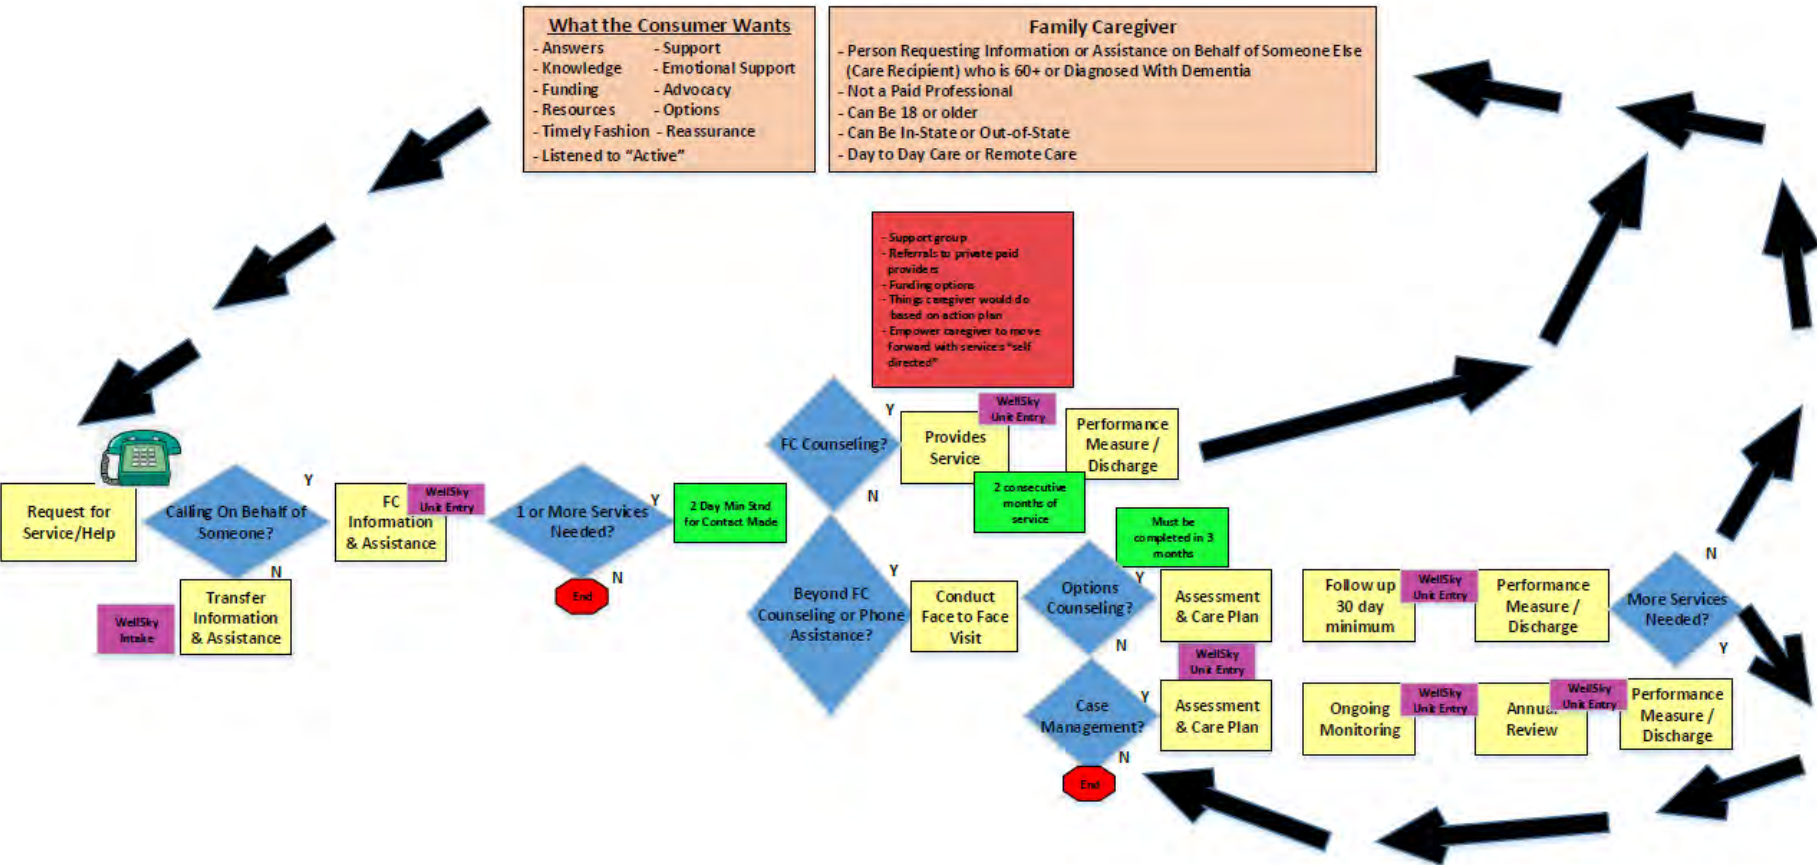 What the Consumer Wants
- Answers - Support
- Knowledge - Emotional Support
- Funding - Advocacy
- Resources - Options
- Timely Fashion - Reassurance
- Listened to “Active”
Family Caregiver
- Person Requesting Information or Assistance on Behalf of Someone Else
(Care Recipient) who is 60+ or Diagnosed With Dementia
- Not a Paid Professional
- Can Be 18 or older
- Can Be In-State or Out-of-State
- Day to Day Care or Remote Care
- Support group
- Referrals to private paid
providers
- Funding options
- Things caregiver would do
based on action plan
- Empower caregiver to move
forward with services “self
directed”
Request for
Service/Help
Calling On Behalf of
Someone?
Y
N
WellSky
Intake
Transfer
Information
& Assistance
FC
Information
& Assistance
WellSky
Unit Entry
1 or More Services
Needed?
Y
N
End
2 Day Min Stnd
for Contact Made
FC Counseling?
Y
N
Provides
Service
WellSky
Unit Entry
Performance
Measure /
Discharge
2 consecutive
months of
service
Beyond FC
Counseling or Phone
Assistance?
Y
Conduct
Face to Face
Visit
Options
Counseling?
Y
N
Must be
completed in 3
months
Assessment
& Care Plan
WellSky
Unit Entry
Follow up
30 day
minimum
WellSky
Unit Entry
Performance
Measure /
Discharge
More Services
Needed?
N
Y
Case
Management?
Y
N
End
Assessment
& Care Plan
Ongoing
Monitoring
WellSky
Unit Entry
Annual
Review
WellSky
Unit Entry
Performance
Measure /
Discharge